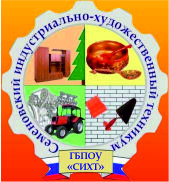 Семеновский индустриально-художественный техникум
ГБПОУ
«СИХТ»